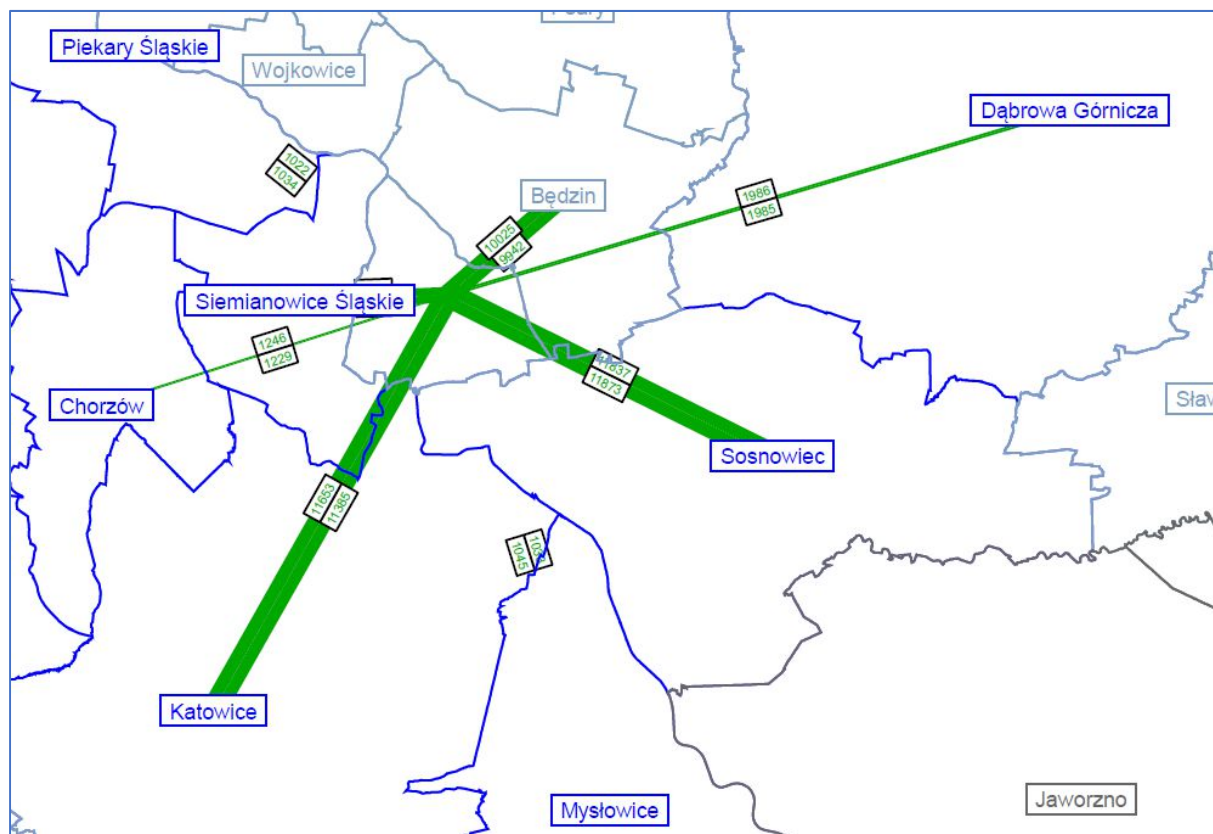 Piekary Śląskie
Wojkowice
Dąbrowa Górnicza
1022
1034
Będzin
1986
1985
10025
9942
Siemianowice Śląskie
1246
1229
11837
11873
Chorzów
Sosnowiec
11653
11385
1045
Katowice
Mysłowice
Jaworzno